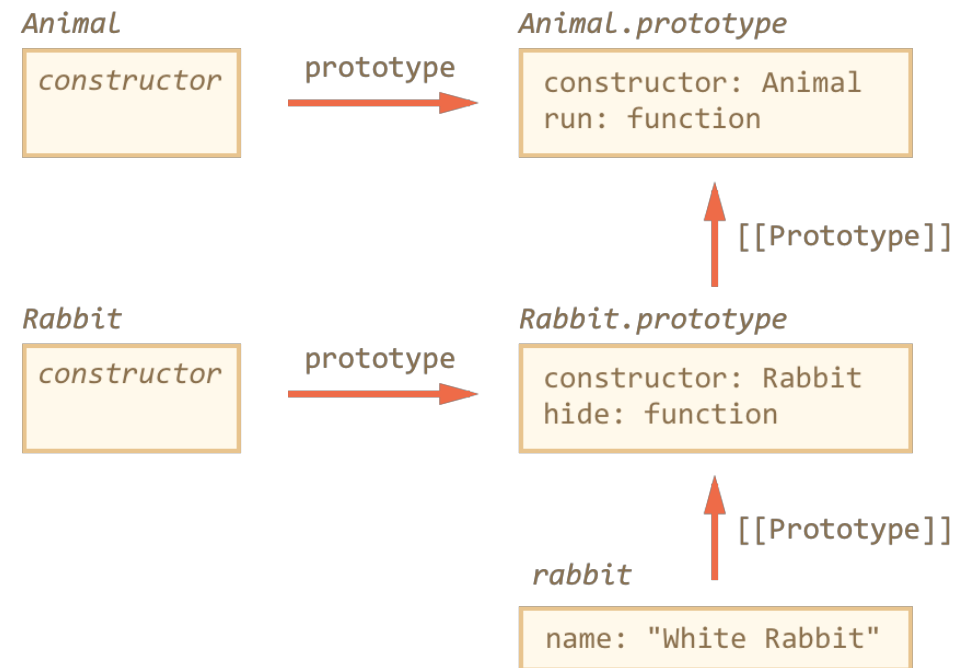 Animal
constructor
prototype
Animal.prototype
constructor: Animal
run: function
[[Prototype]]
Rabbit
constructor
prototype
Rabbit.prototype
constructor: Rabbit
hide: function
[[Prototype]]
rabbit
name: "White Rabbit"